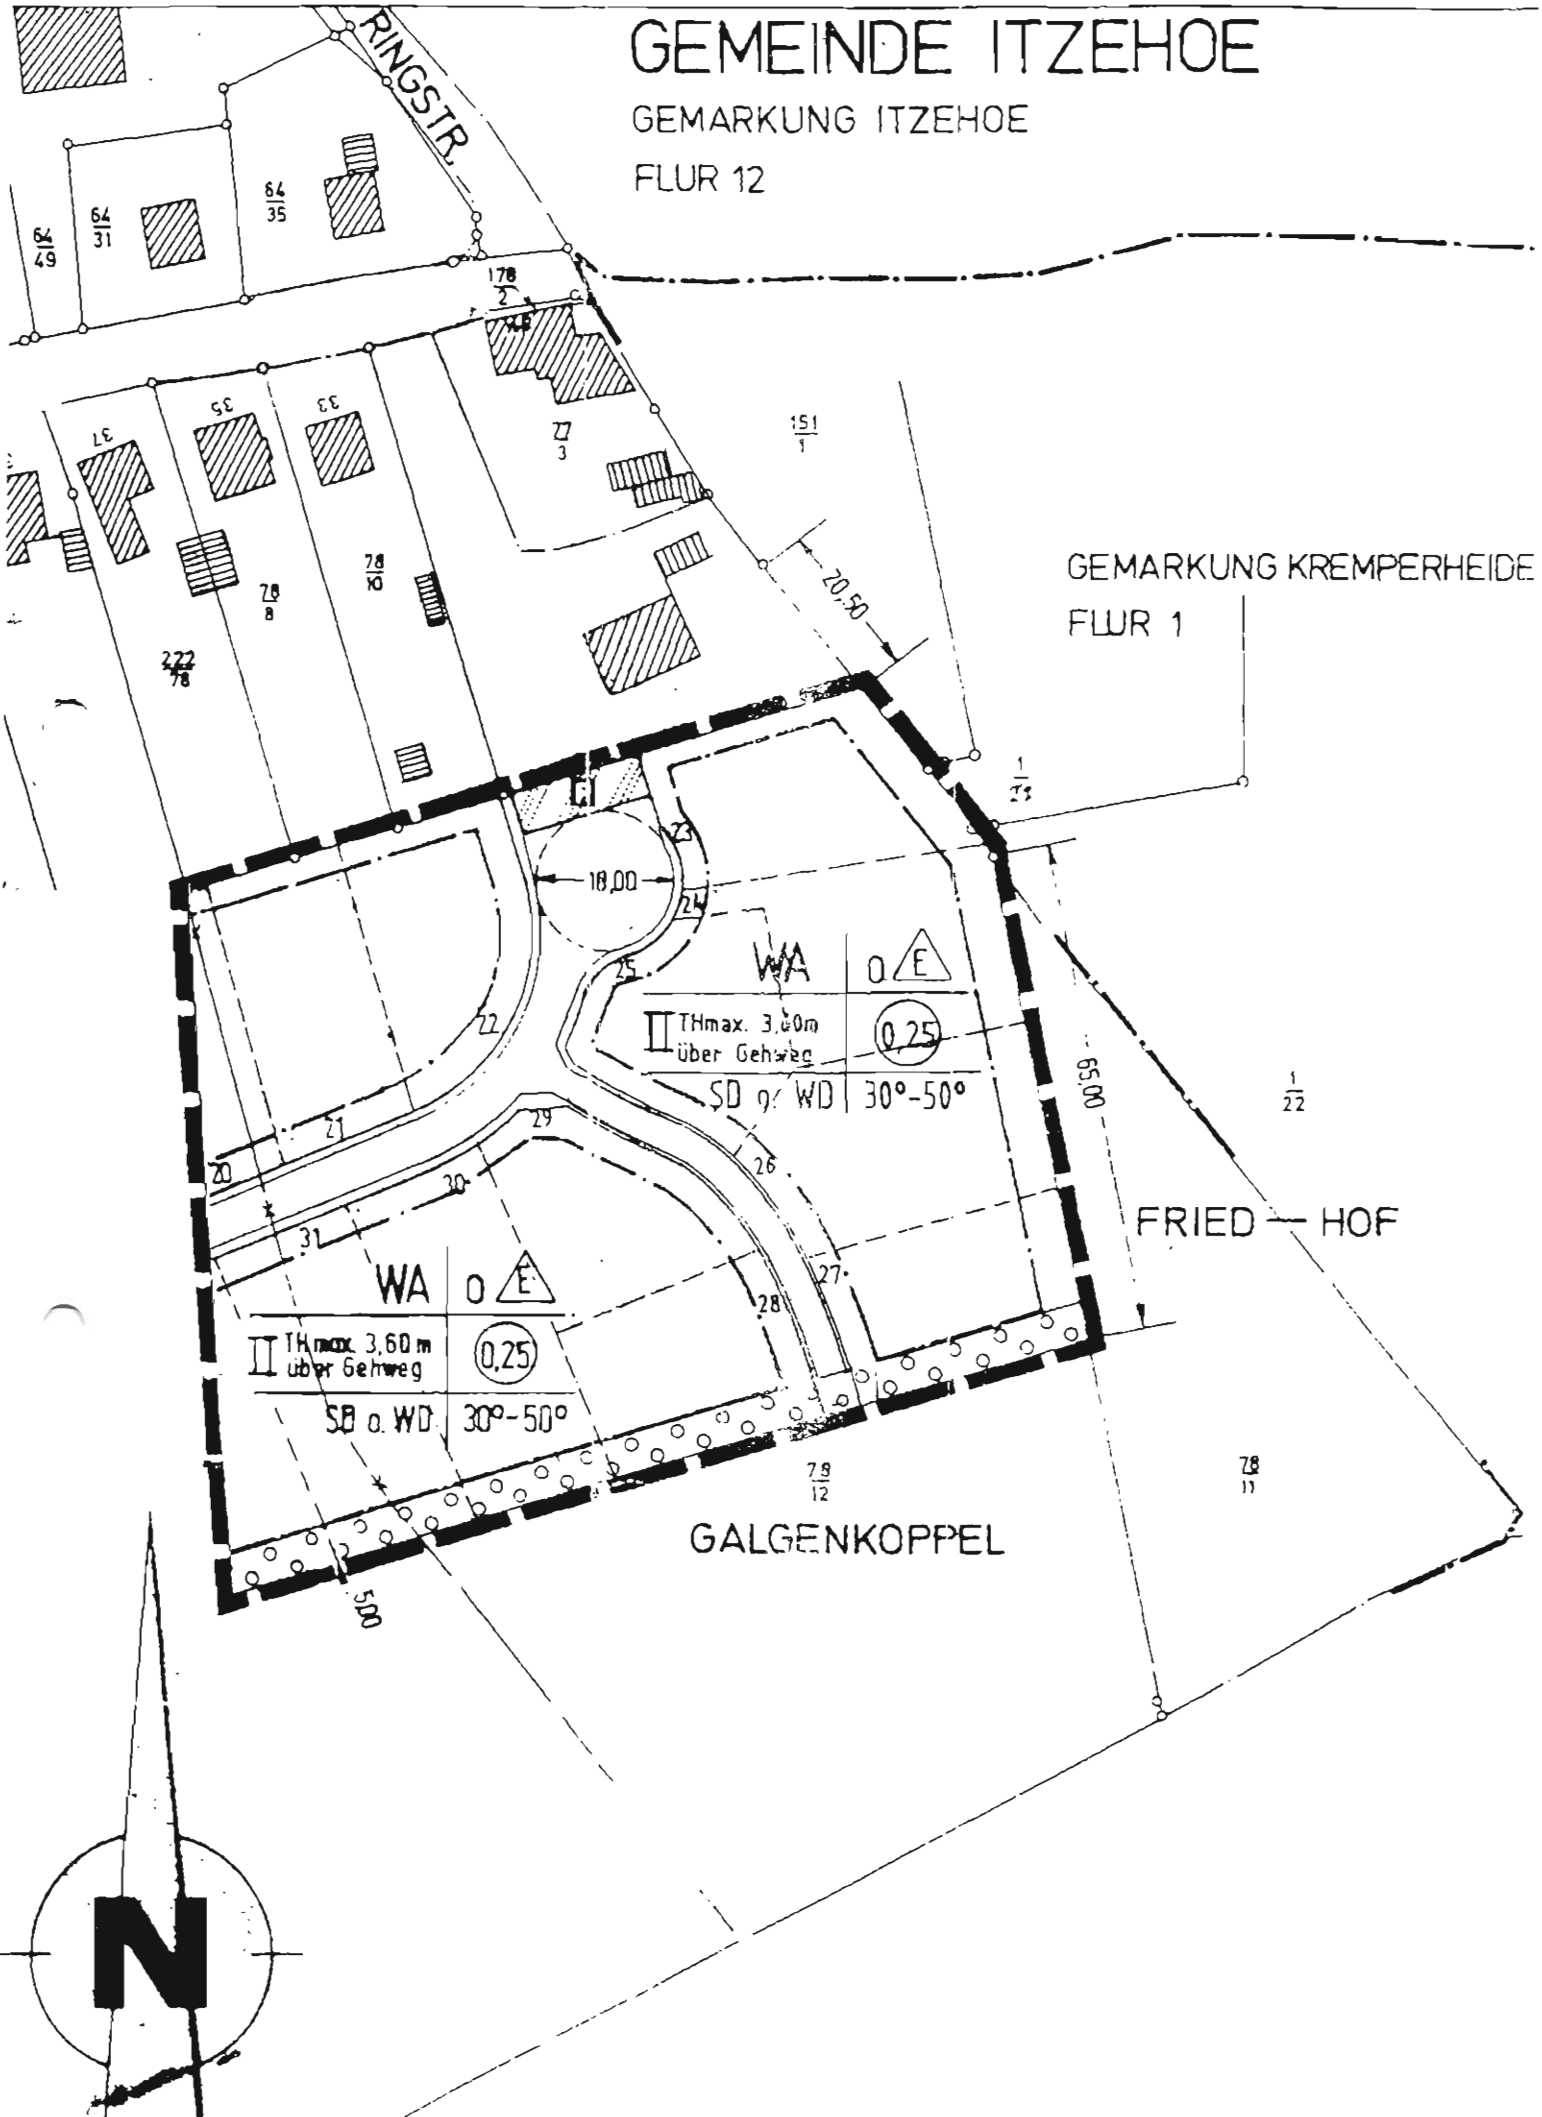 GEMEINDE ITZEHOE
GEMARKUNG ITZEHOE
FLUR 12
RINGSTR.
64
49
64
31
64
35
178
2
37
35
33
77
3
151
1
222
78
78
8
78
10
20,50
GEMARKUNG KREMPERHEIDE
FLUR 1
1
18,00
23
24
25
22
21
20
WA
O
E
II
THmax. 3,60m
über Gehweg
0,25
SD o. WD
30°-50°
65,00
1
22
29
30
31
26
27
28
FRIED — HOF
WA
O
E
II
THmax. 3,60m
über Gehweg
0,25
SD o. WD
30°-50°
78
12
78
11
GALGENKOPPEL
5,00
N